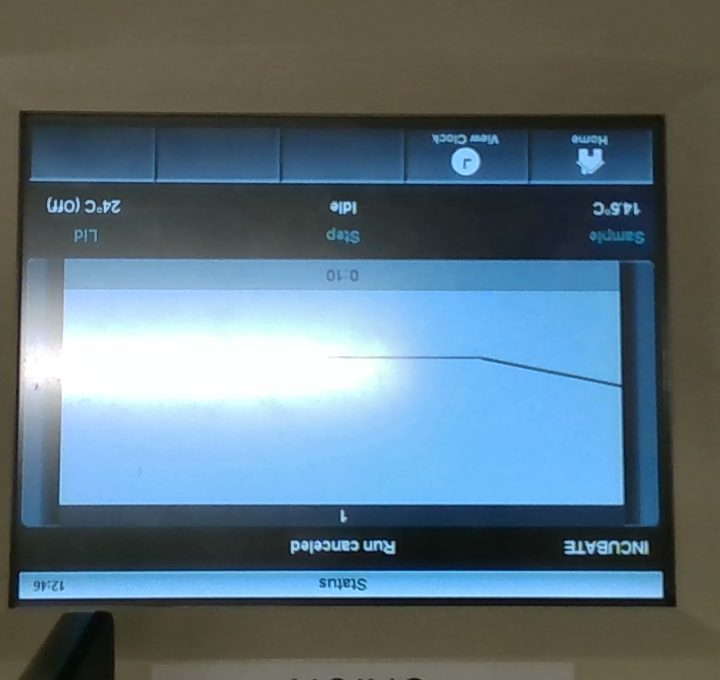 Status 12:46
INCUBATE Run canceled
1
0:10
Sample Step Lid
14.5°C Idle 24°C (Off)
Home View Clock